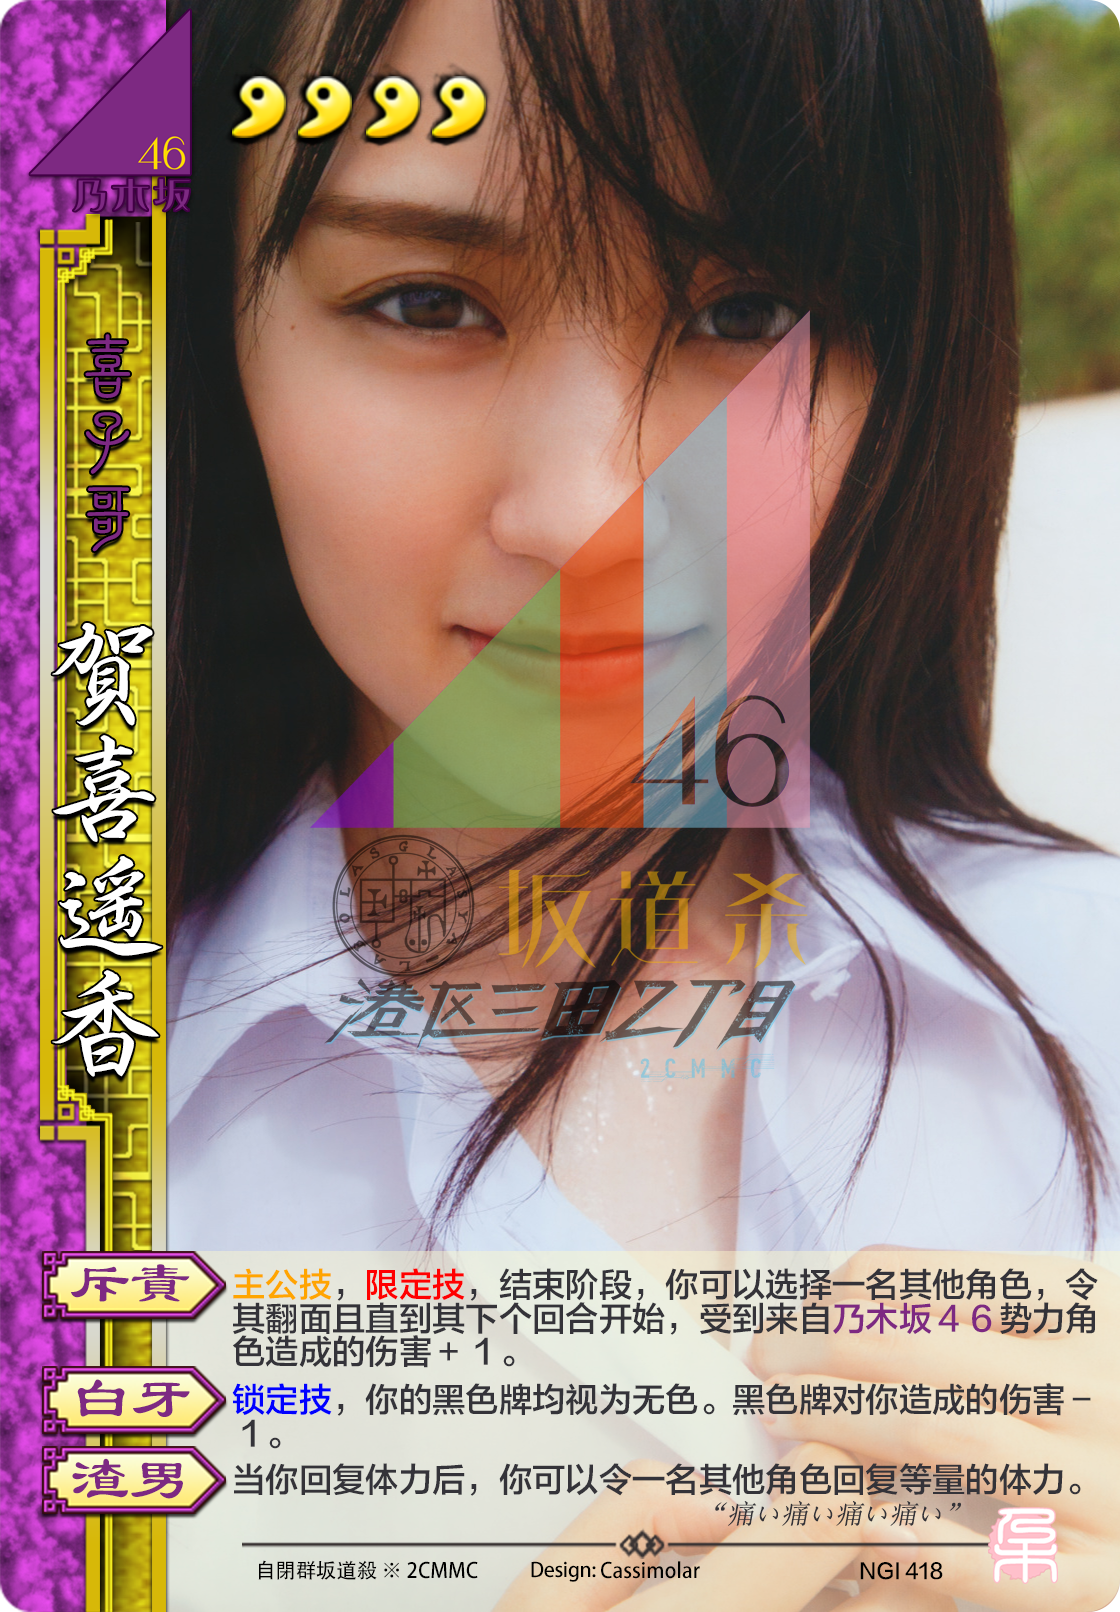 46
乃木坂
喜子哥
賀喜遥香
46
坂道杀
港区三田2丁目
2CMMC
斥責
主公技，限定技，结束阶段，你可以选择一名其他角色，令
其翻面且直到其下个回合开始，受到来自乃木坂４６势力角
色造成的伤害＋１。
白牙
锁定技，你的黑色牌均视为无色。黑色牌对你造成的伤害－
１。
渣男
当你回复体力后，你可以令一名其他角色回复等量的体力。
“痛い痛い痛い痛い”
自閉群坂道殺 ※ 2CMMC
Design: Cassimolar
NGI 418